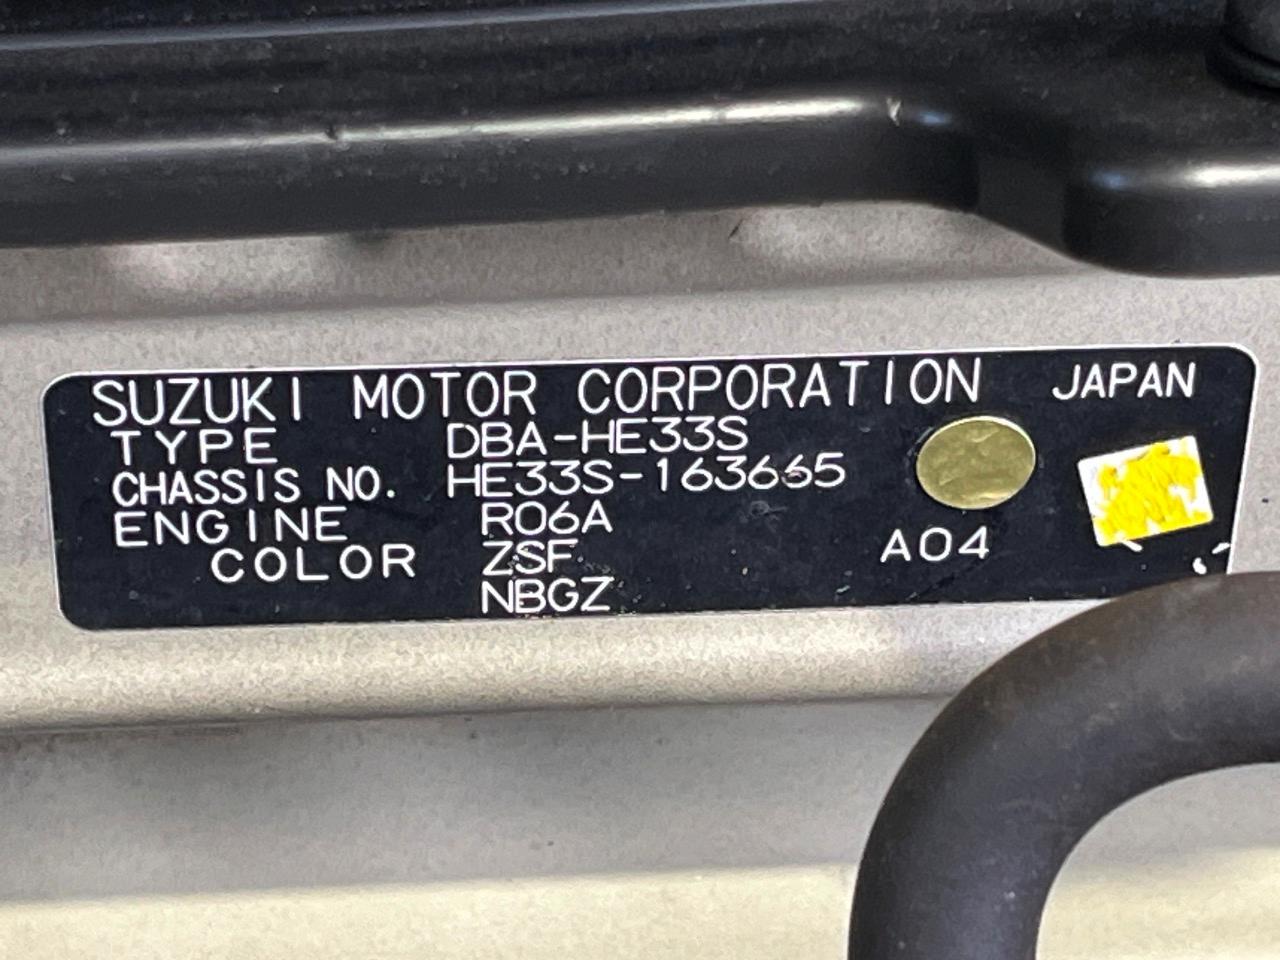 SUZUKI MOTOR CORPORATION JAPAN
TYPE DBA-HE33S
CHASSIS NO. HE33S-163665
ENGINE R06A
COLOR ZSF A04
NBGZ